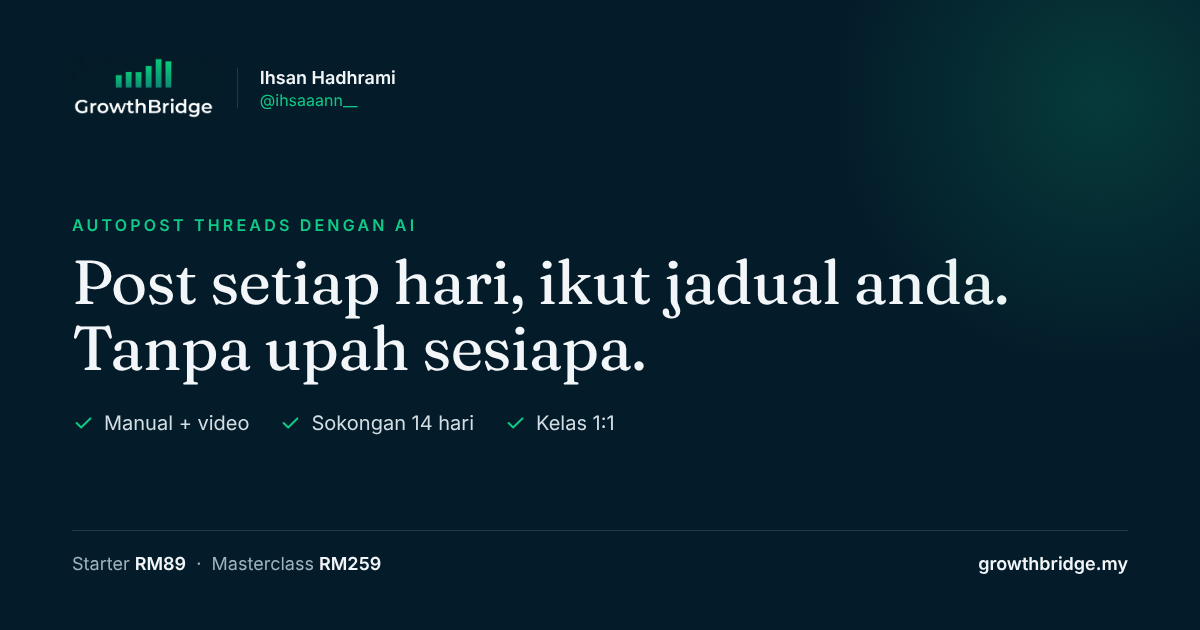 GrowthBridge
Ihsan Hadhrami
@ihsaaann__
AUTOPOST THREADS DENGAN AI
Post setiap hari, ikut jadual anda.
Tanpa upah sesiapa.
Manual + video
Sokongan 14 hari
Kelas 1:1
Starter RM89 · Masterclass RM259
growthbridge.my